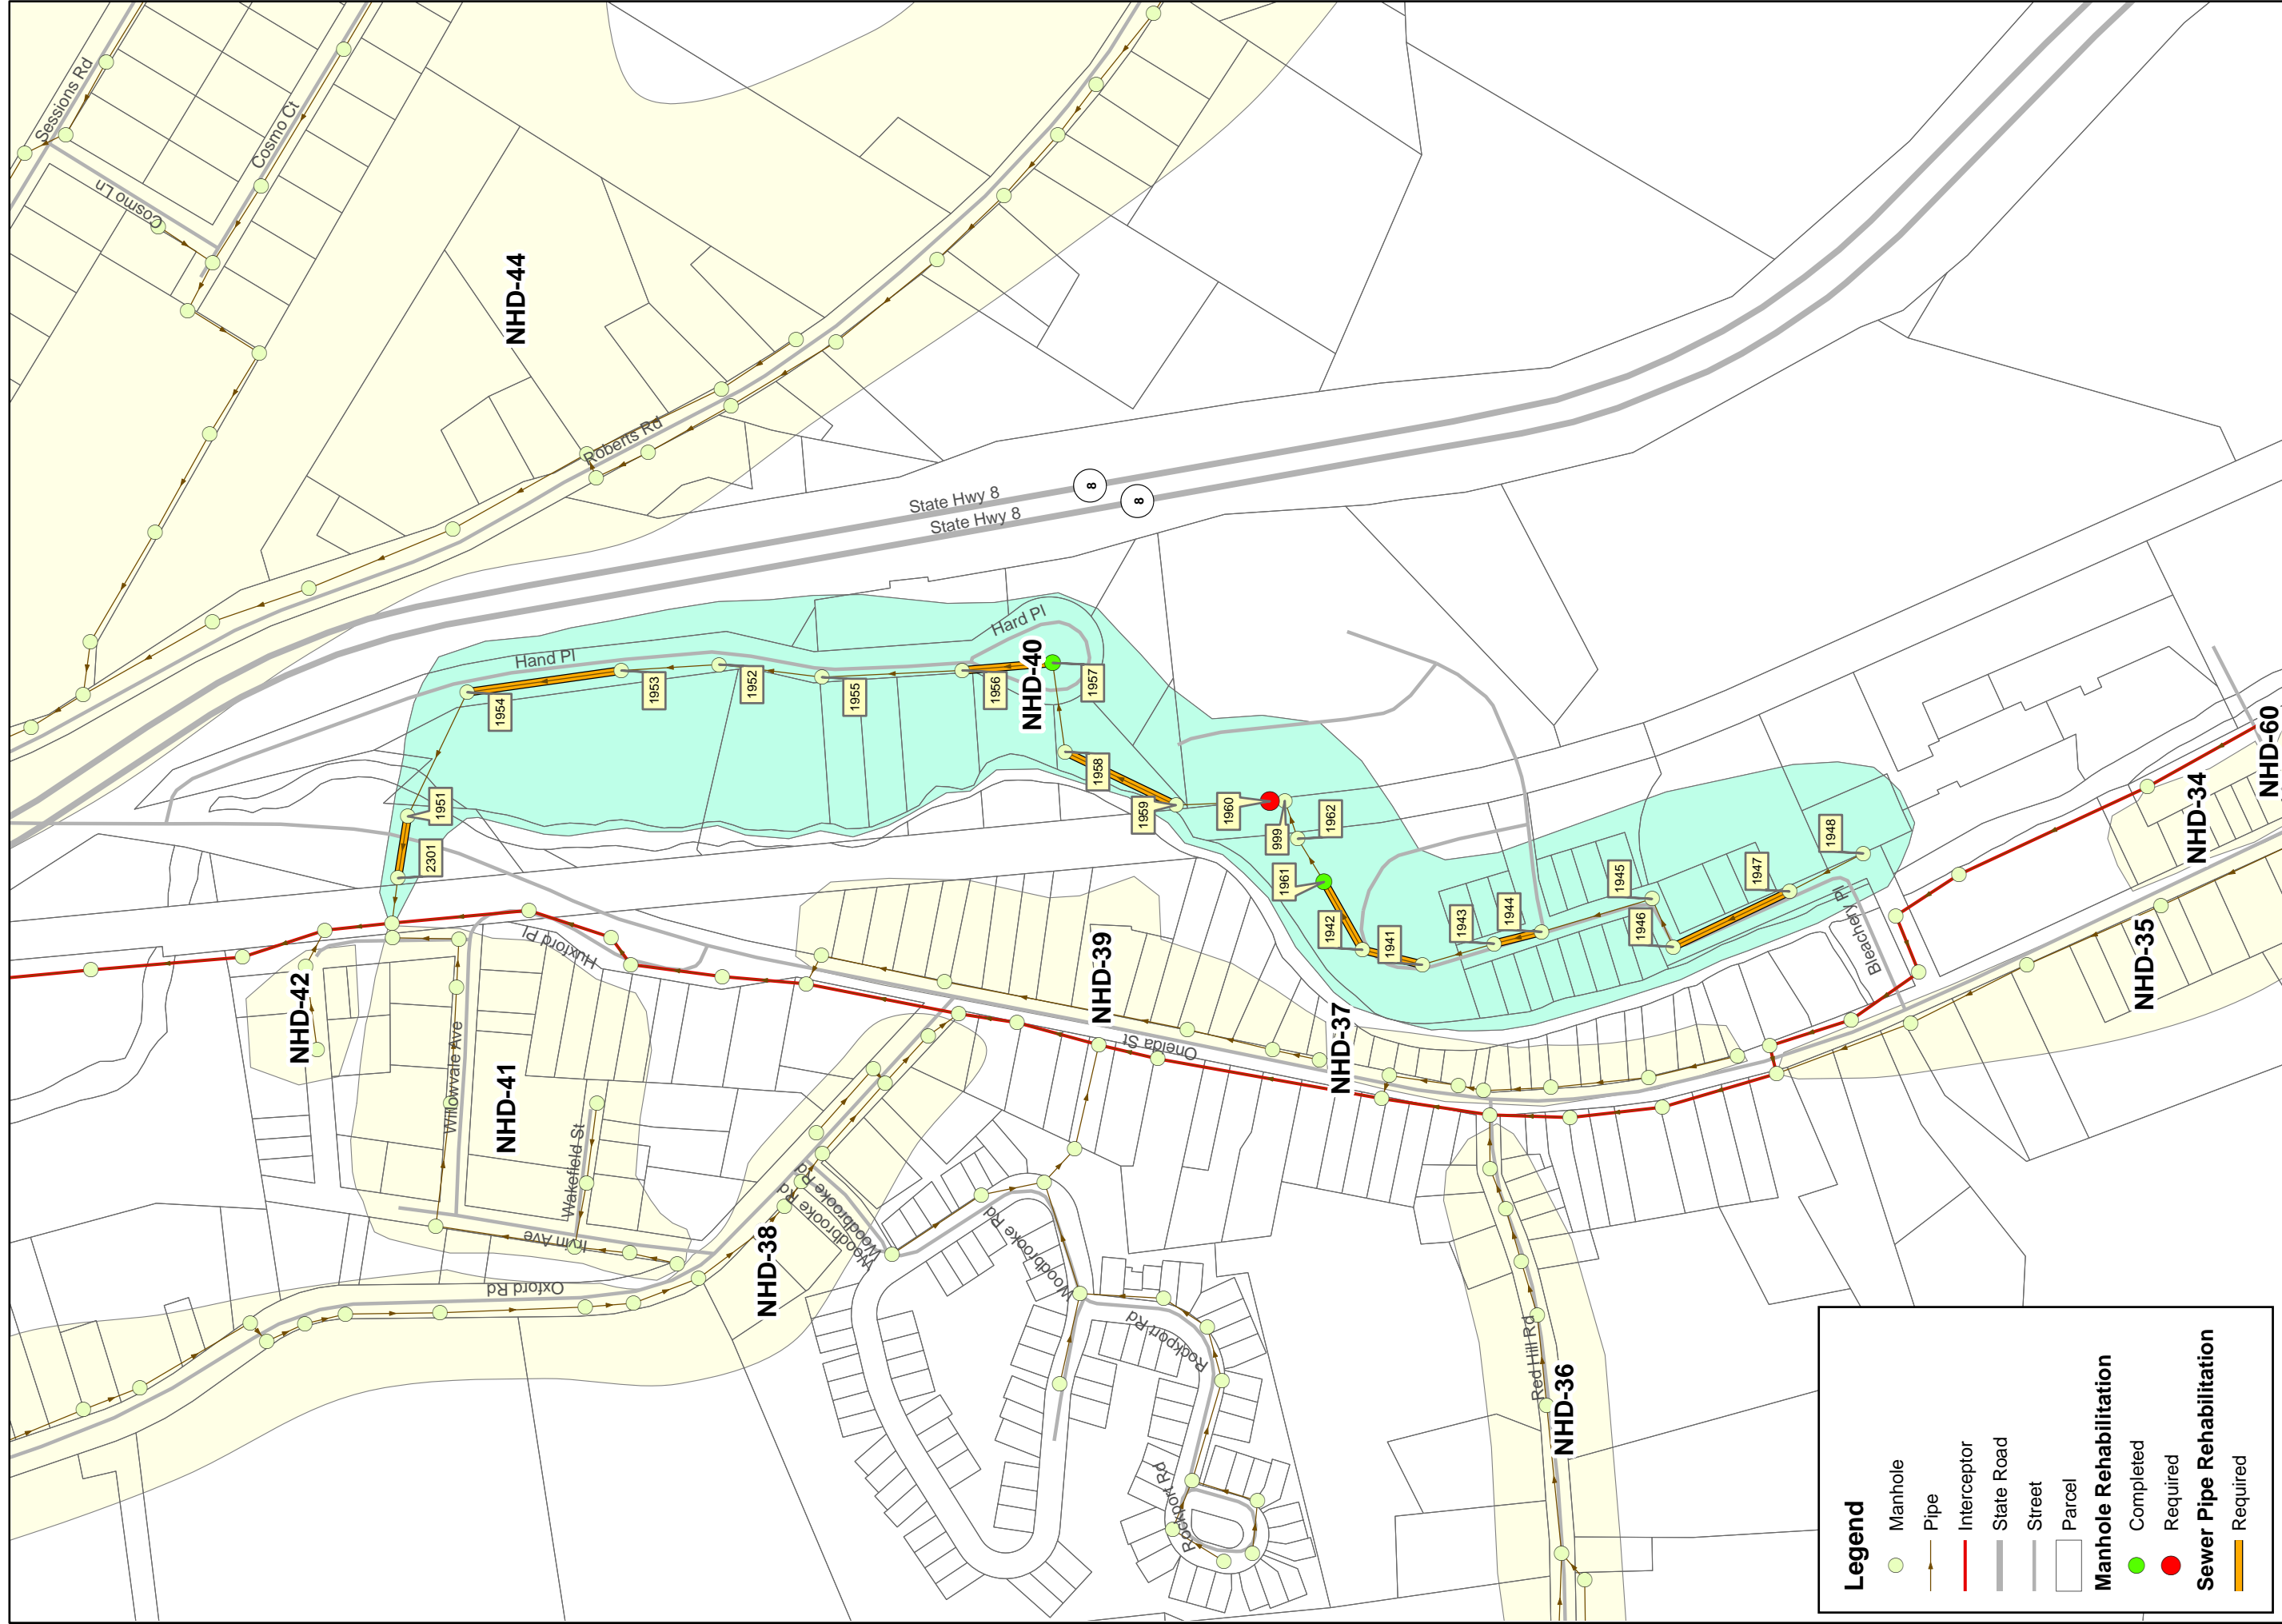 Sessions Rd
Cosmo Ct
Cosmo Ln
NHD-44
Roberts Rd
State Hwy 8
State Hwy 8
8
8
Hand Pl
Hard Pl
NHD-40
1954
1953
1952
1955
1956
1957
1958
1959
1960
999
1962
1961
1942
1941
1943
1944
1945
1946
1947
1948
1951
2301
Bleachery Pl
NHD-60
NHD-34
NHD-35
NHD-42
Huxford Pl
NHD-39
Oneida St
NHD-37
Willowvale Ave
NHD-41
Wakefield St
Irvin Ave
Oxford Rd
NHD-38
Woodbrooke Rd
Woodbrooke Rd
Woodbrooke Rd
Woodbrooke Rd
Rockport Rd
Rockport Rd
Rockport Rd
Red Hill Rd
NHD-36
Legend
Manhole
Pipe
Interceptor
State Road
Street
Parcel
Manhole Rehabilitation
Completed
Required
Sewer Pipe Rehabilitation
Required